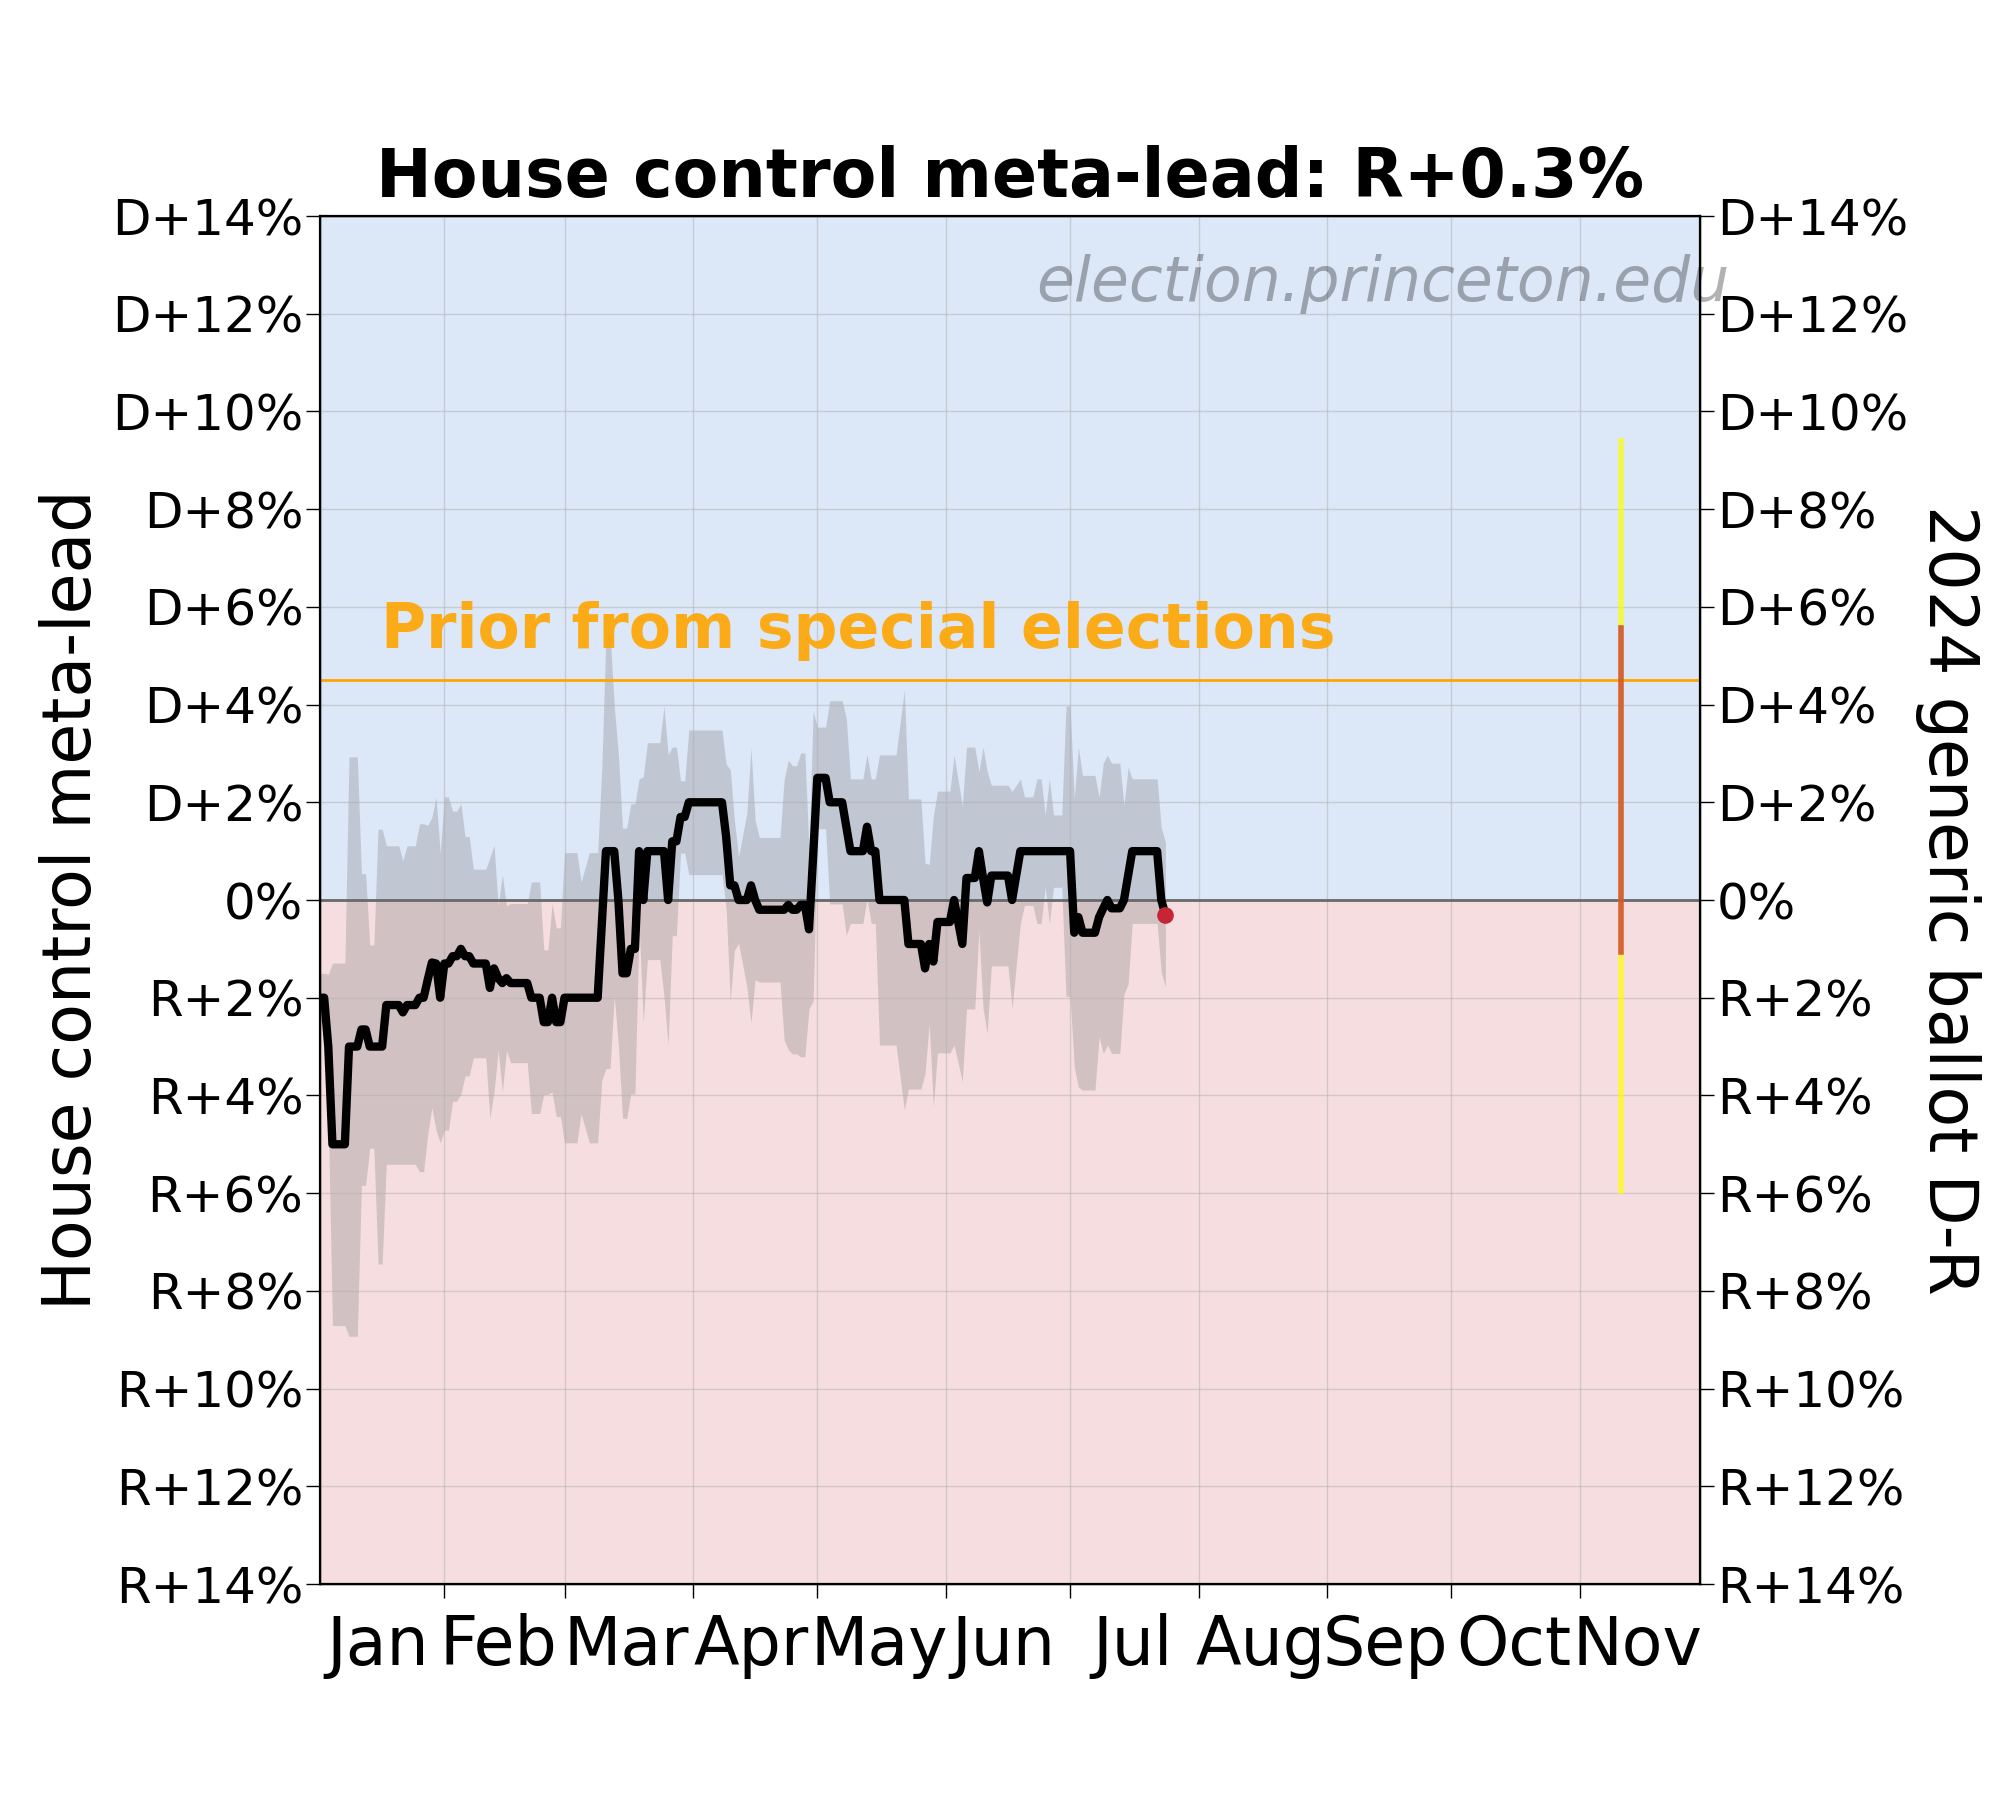 House control meta-lead: R+0.3%
election.princeton.edu
Prior from special elections
House control meta-lead
D+14%
D+12%
D+10%
D+8%
D+6%
D+4%
D+2%
0%
R+2%
R+4%
R+6%
R+8%
R+10%
R+12%
R+14%
D+14%
D+12%
D+10%
D+8%
D+6%
D+4%
D+2%
0%
R+2%
R+4%
R+6%
R+8%
R+10%
R+12%
R+14%
2024 generic ballot D-R
Jan Feb Mar Apr May Jun Jul Aug Sep Oct Nov